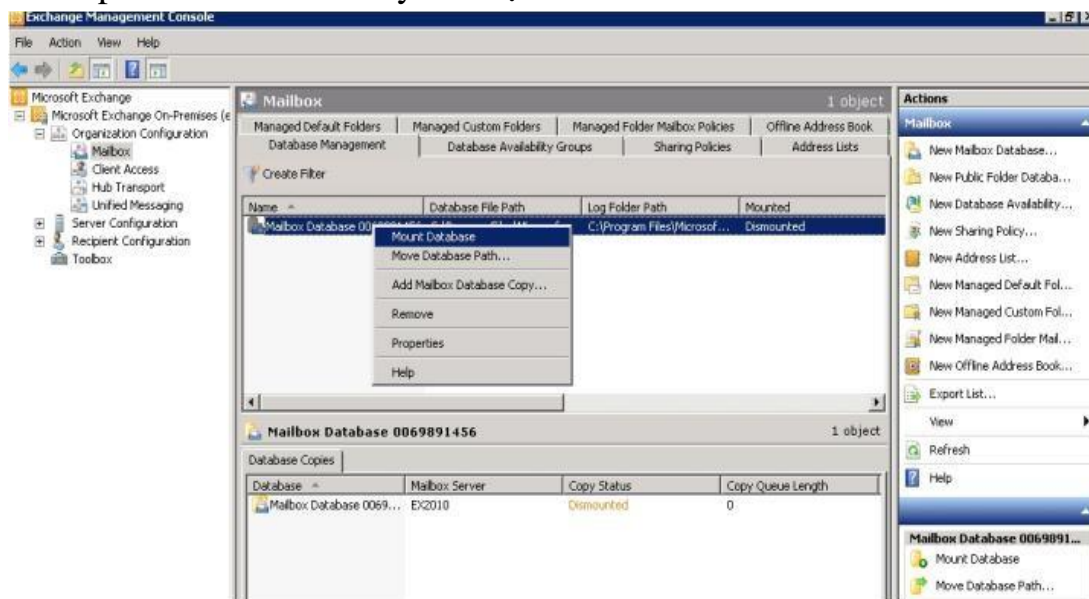 Exchange Management Console
File Action View Help
Microsoft Exchange
Microsoft Exchange On-Premises (e
Organization Configuration
Mailbox
Client Access
Hub Transport
Unified Messaging
Server Configuration
Recipient Configuration
Toolbox
Mailbox 1 object
Managed Default Folders Managed Custom Folders Managed Folder Mailbox Policies Offline Address Book
Database Management Database Availability Groups Sharing Policies Address Lists
Create Filter
Name Database File Path Log Folder Path Mounted
Mailbox Database 00 C:\Program Files\Microsof... Dismounted
Mount Database
Move Database Path...
Add Mailbox Database Copy...
Remove
Properties
Help
Mailbox Database 0069891456 1 object
Database Copies
Database Mailbox Server Copy Status Copy Queue Length
Mailbox Database 0069... EX2010 Dismounted 0
Actions
Mailbox
New Mailbox Database...
New Public Folder Databa...
New Database Availability...
New Sharing Policy...
New Address List...
New Managed Default Fol...
New Managed Custom Fol...
New Managed Folder Mail...
New Offline Address Book...
Export List...
View
Refresh
Help
Mailbox Database 0069891...
Mount Database
Move Database Path...